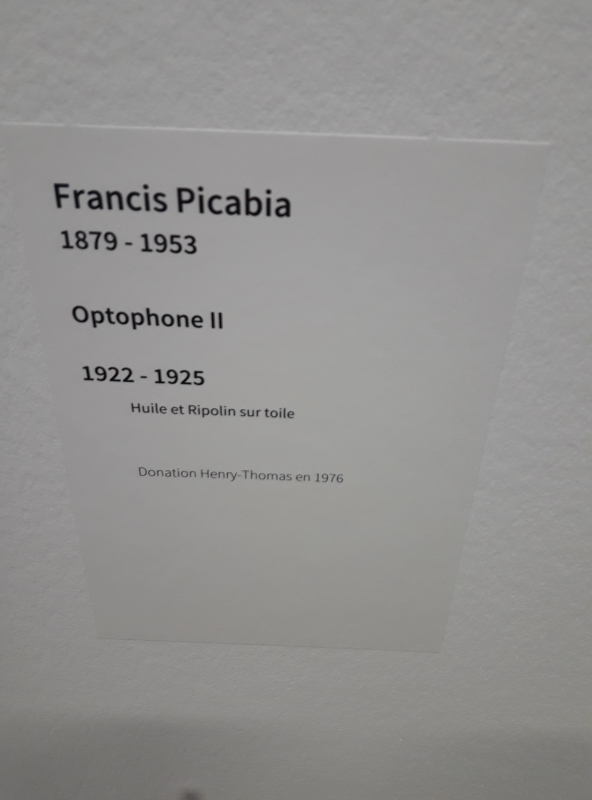 Francis Picabia
1879 - 1953
Optophone II
1922 - 1925
Huile et Ripolin sur toile
Donation Henry-Thomas en 1976